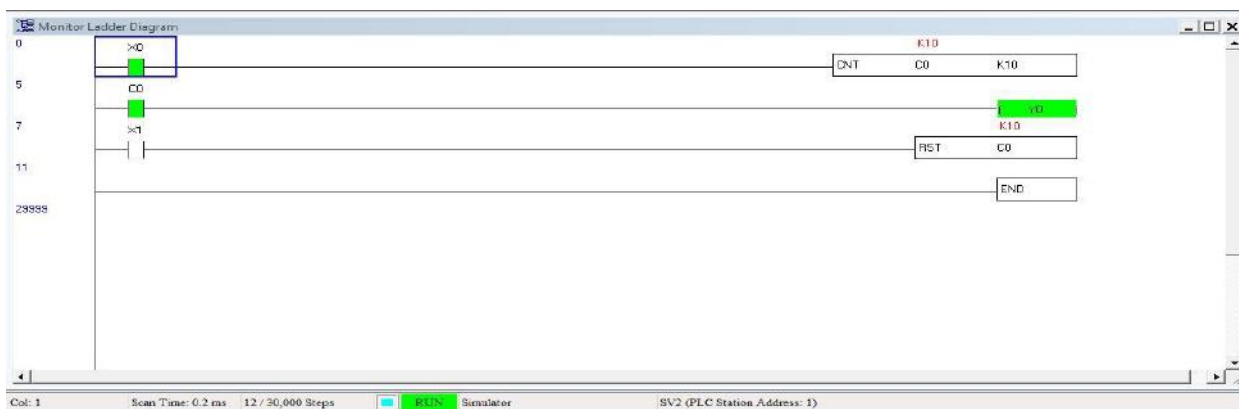 Monitor Ladder Diagram
0 X0 K10
CNT C0 K10
5 C0
Y0
7 X1 K10
RST C0
11
END
29999
Col: 1 Scan Time: 0.2 ms 12 / 30,000 Steps RUN Simulator SV2 (PLC Station Address: 1)